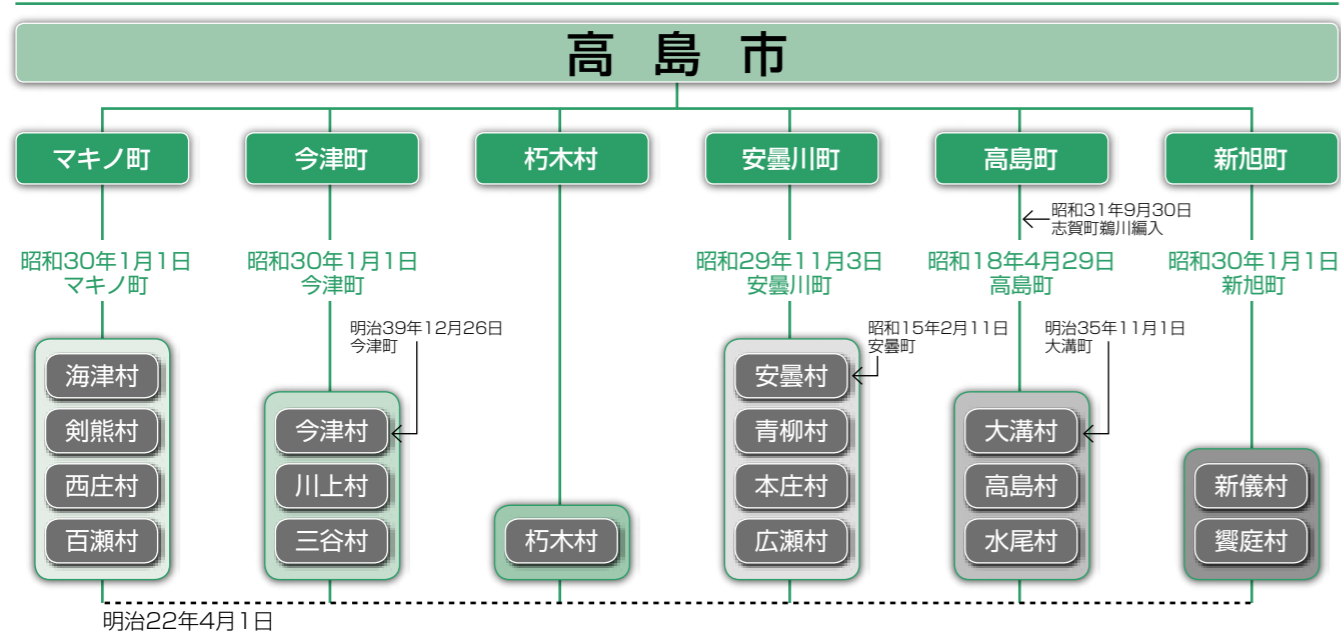 高島市
マキノ町
今津町
朽木村
安曇川町
高島町
新旭町
昭和31年9月30日
志賀町鵜川編入
昭和30年1月1日
マキノ町
昭和30年1月1日
今津町
昭和29年11月3日
安曇川町
昭和18年4月29日
高島町
昭和30年1月1日
新旭町
明治39年12月26日
今津町
昭和15年2月11日
安曇町
明治35年11月1日
大溝町
海津村
剣熊村
西庄村
百瀬村
今津村
川上村
三谷村
朽木村
安曇村
青柳村
本庄村
広瀬村
大溝村
高島村
水尾村
新儀村
饗庭村
明治22年4月1日